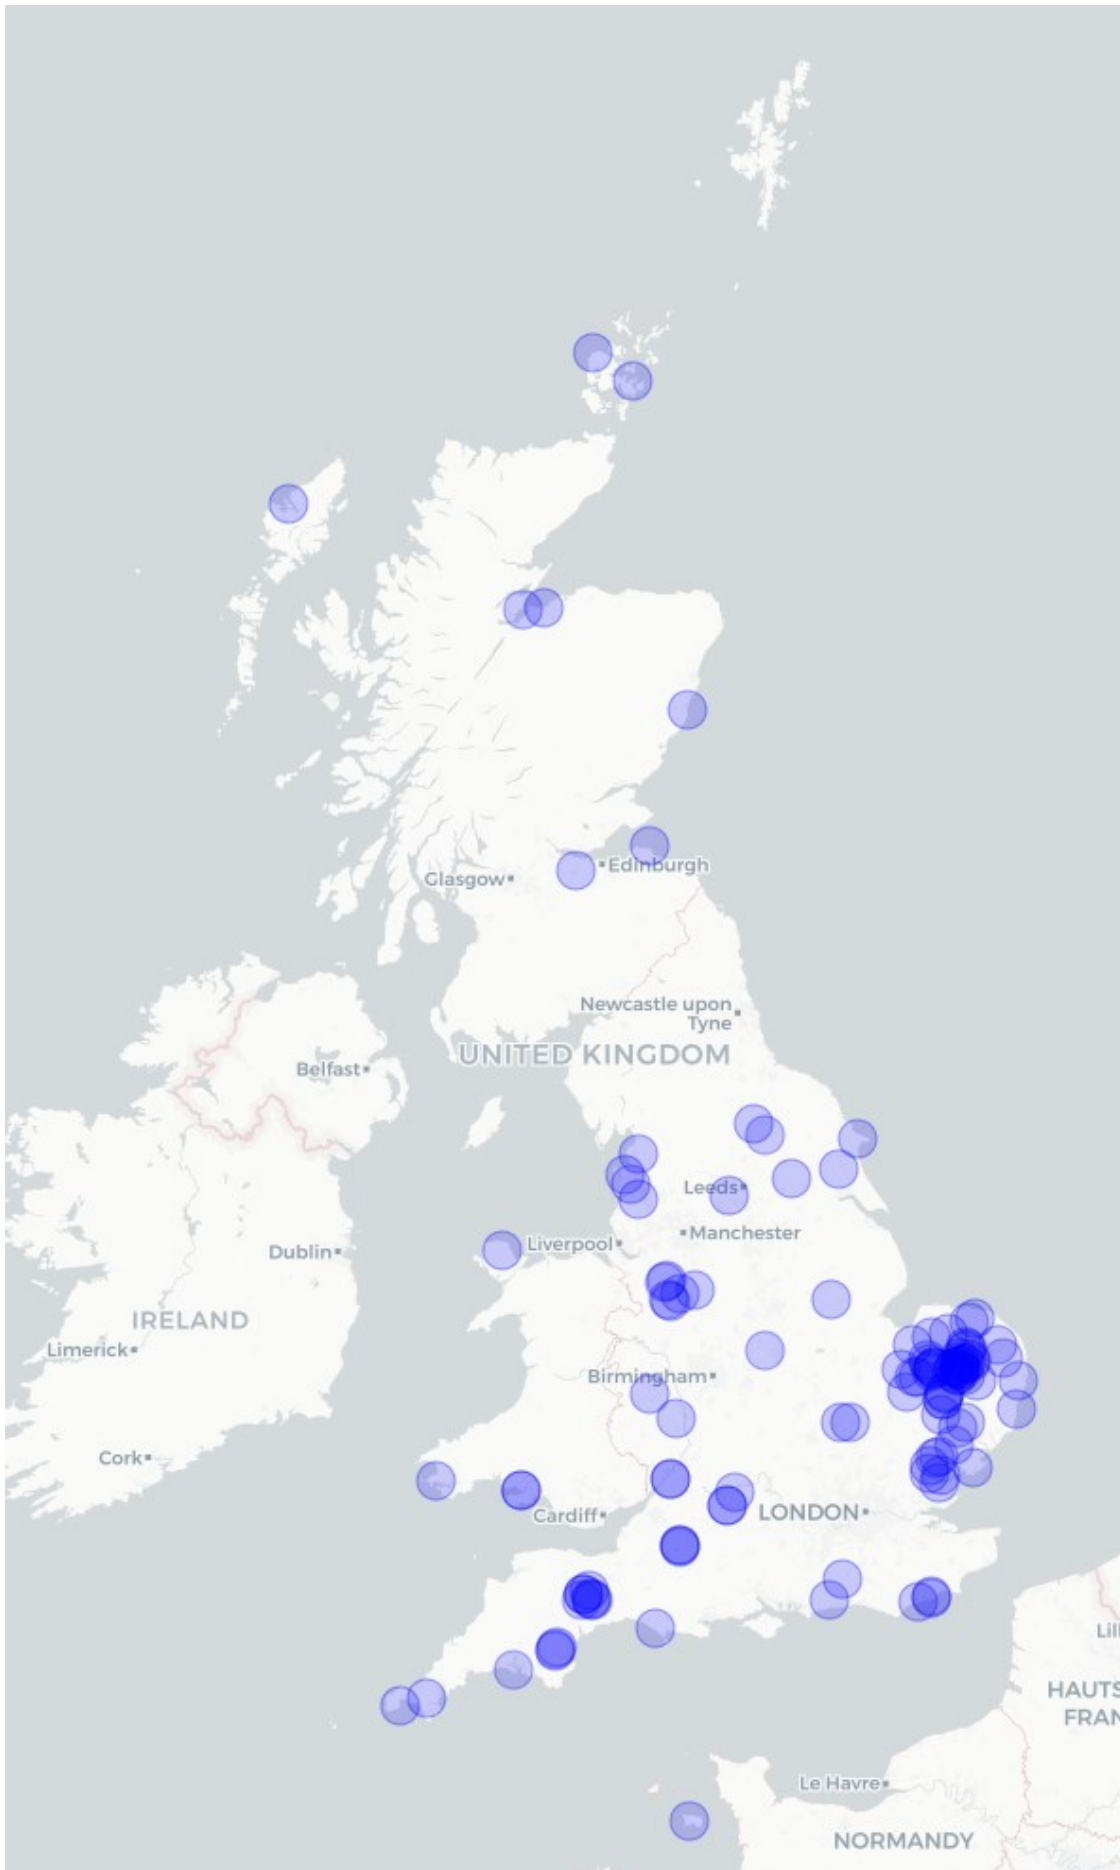 Edinburgh
Glasgow
Newcastle upon
Tyne
UNITED KINGDOM
Belfast
Leeds
Manchester
Liverpool
Dublin
IRELAND
Limerick
Birmingham
Cork
LONDON
Cardiff
Lil
HAUTS
FRAN
Le Havre
NORMANDY